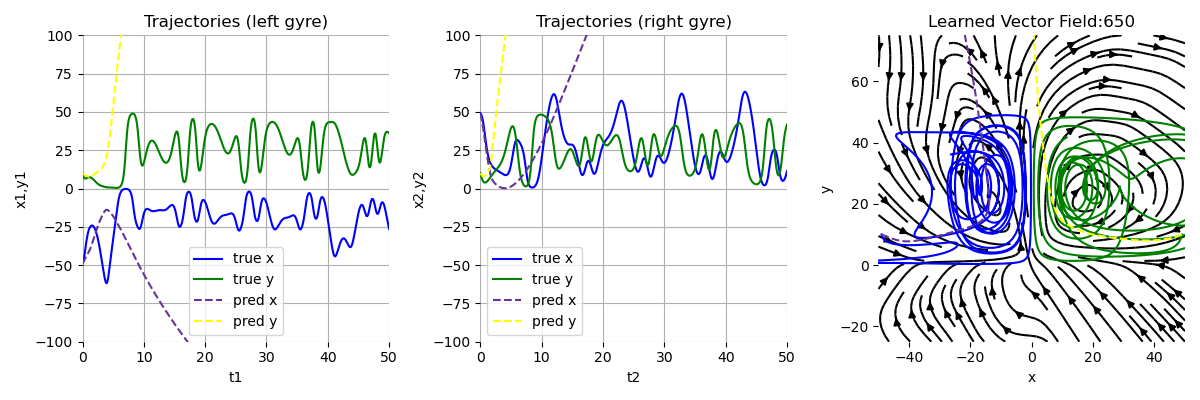 Trajectories (left gyre)
100
75
50
25
0
−25
−50
−75
−100
x1,y1
0
10
20
30
40
50
t1
true x
true y
pred x
pred y
Trajectories (right gyre)
100
75
50
25
0
−25
−50
−75
−100
x2,y2
0
10
20
30
40
50
t2
true x
true y
pred x
pred y
Learned Vector Field:650
60
40
20
0
−20
y
−40
−20
0
20
40
x